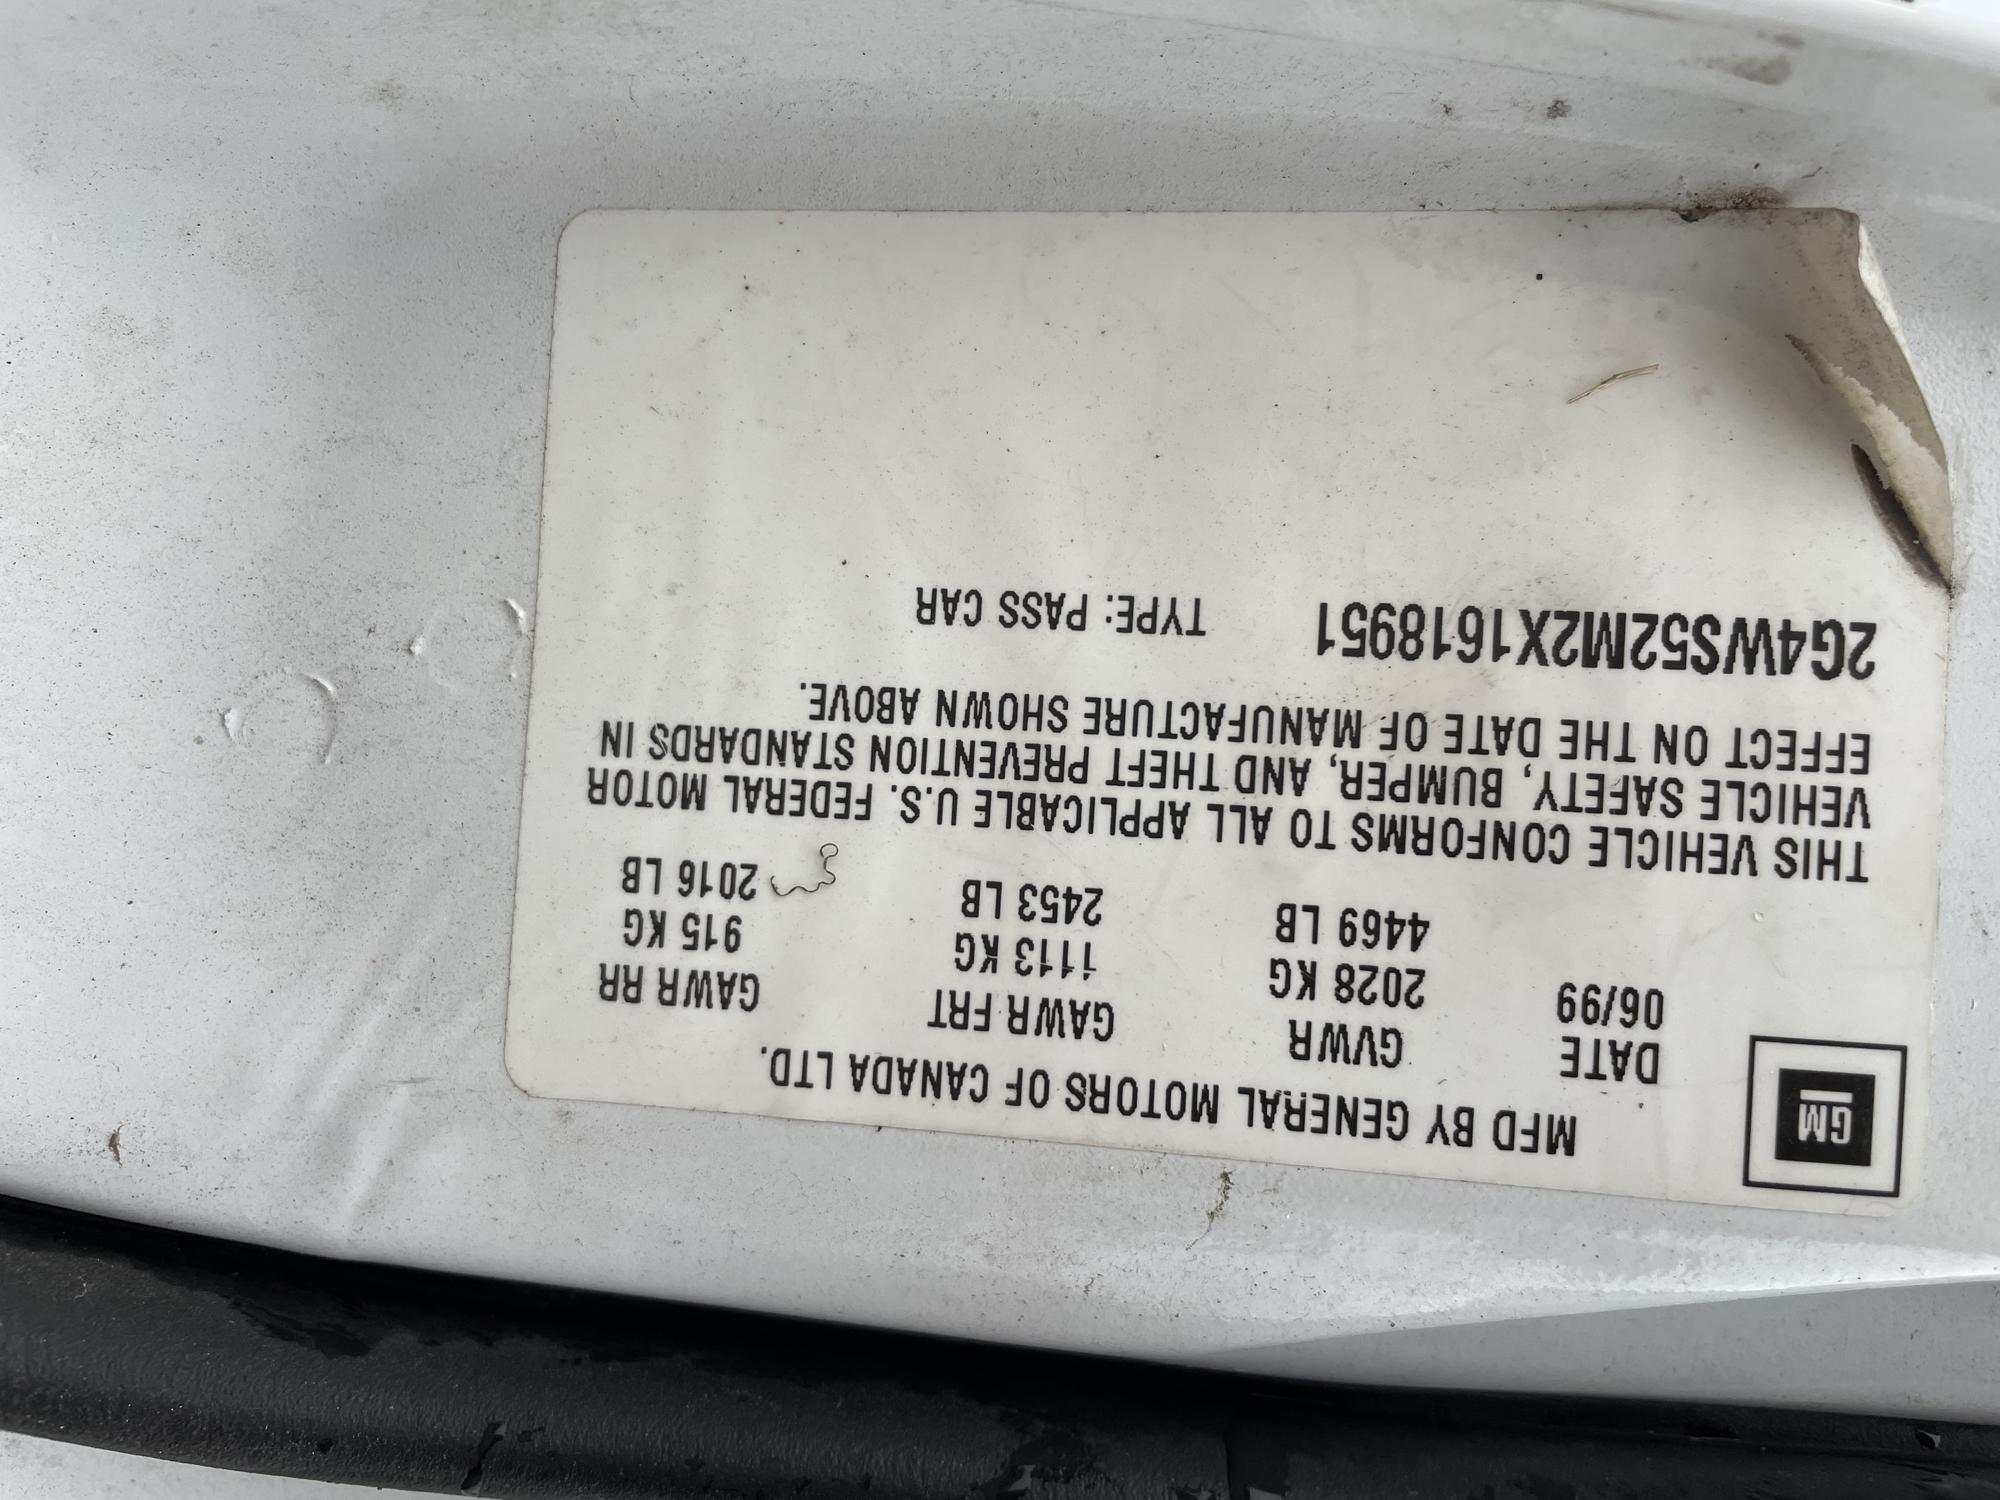 GM
MFD BY GENERAL MOTORS OF CANADA LTD.
DATE GVWR GAWR FRT GAWR RR
06/99 2028 KG 1113 KG 915 KG
4469 LB 2453 LB 2016 LB
THIS VEHICLE CONFORMS TO ALL APPLICABLE U.S. FEDERAL MOTOR
VEHICLE SAFETY, BUMPER, AND THEFT PREVENTION STANDARDS IN
EFFECT ON THE DATE OF MANUFACTURE SHOWN ABOVE.
2G4WS52M2X1618951 TYPE: PASS CAR